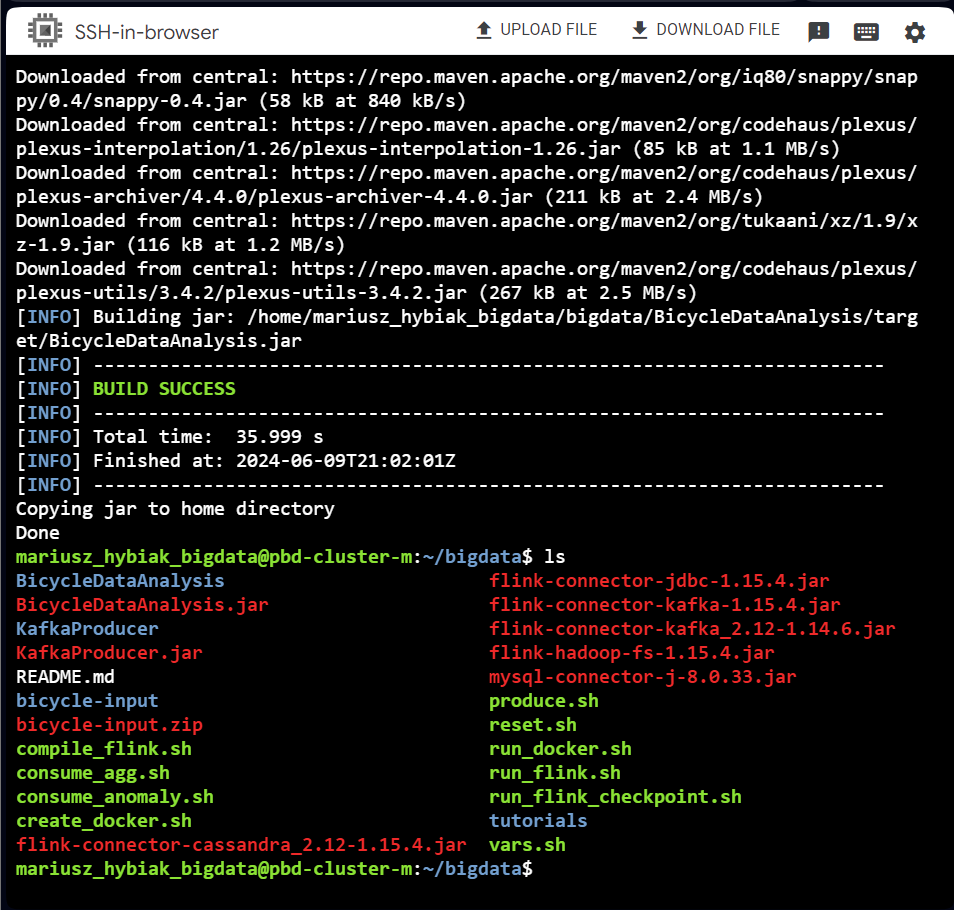 SSH-in-browser UPLOAD FILE DOWNLOAD FILE
Downloaded from central: https://repo.maven.apache.org/maven2/org/iq80/snappy/snap
py/0.4/snappy-0.4.jar (58 kB at 840 kB/s)
Downloaded from central: https://repo.maven.apache.org/maven2/org/codehaus/plexus/
plexus-interpolation/1.26/plexus-interpolation-1.26.jar (85 kB at 1.1 MB/s)
Downloaded from central: https://repo.maven.apache.org/maven2/org/codehaus/plexus/
plexus-archiver/4.4.0/plexus-archiver-4.4.0.jar (211 kB at 2.4 MB/s)
Downloaded from central: https://repo.maven.apache.org/maven2/org/tukaani/xz/1.9/x
z-1.9.jar (116 kB at 1.2 MB/s)
Downloaded from central: https://repo.maven.apache.org/maven2/org/codehaus/plexus/
plexus-utils/3.4.2/plexus-utils-3.4.2.jar (267 kB at 2.5 MB/s)
[INFO] Building jar: /home/mariusz_hybiak_bigdata/bigdata/BicycleDataAnalysis/targ
et/BicycleDataAnalysis.jar
[INFO] ------------------------------------------------------------------------
[INFO] BUILD SUCCESS
[INFO] ------------------------------------------------------------------------
[INFO] Total time:  35.999 s
[INFO] Finished at: 2024-06-09T21:02:01Z
[INFO] ------------------------------------------------------------------------
Copying jar to home directory
Done
mariusz_hybiak_bigdata@pbd-cluster-m:~/bigdata$ ls
BicycleDataAnalysis flink-connector-jdbc-1.15.4.jar
BicycleDataAnalysis.jar flink-connector-kafka-1.15.4.jar
KafkaProducer flink-connector-kafka_2.12-1.14.6.jar
KafkaProducer.jar flink-hadoop-fs-1.15.4.jar
README.md mysql-connector-j-8.0.33.jar
bicycle-input produce.sh
bicycle-input.zip reset.sh
compile_flink.sh run_docker.sh
consume_agg.sh run_flink.sh
consume_anomaly.sh run_flink_checkpoint.sh
create_docker.sh tutorials
flink-connector-cassandra_2.12-1.15.4.jar vars.sh
mariusz_hybiak_bigdata@pbd-cluster-m:~/bigdata$